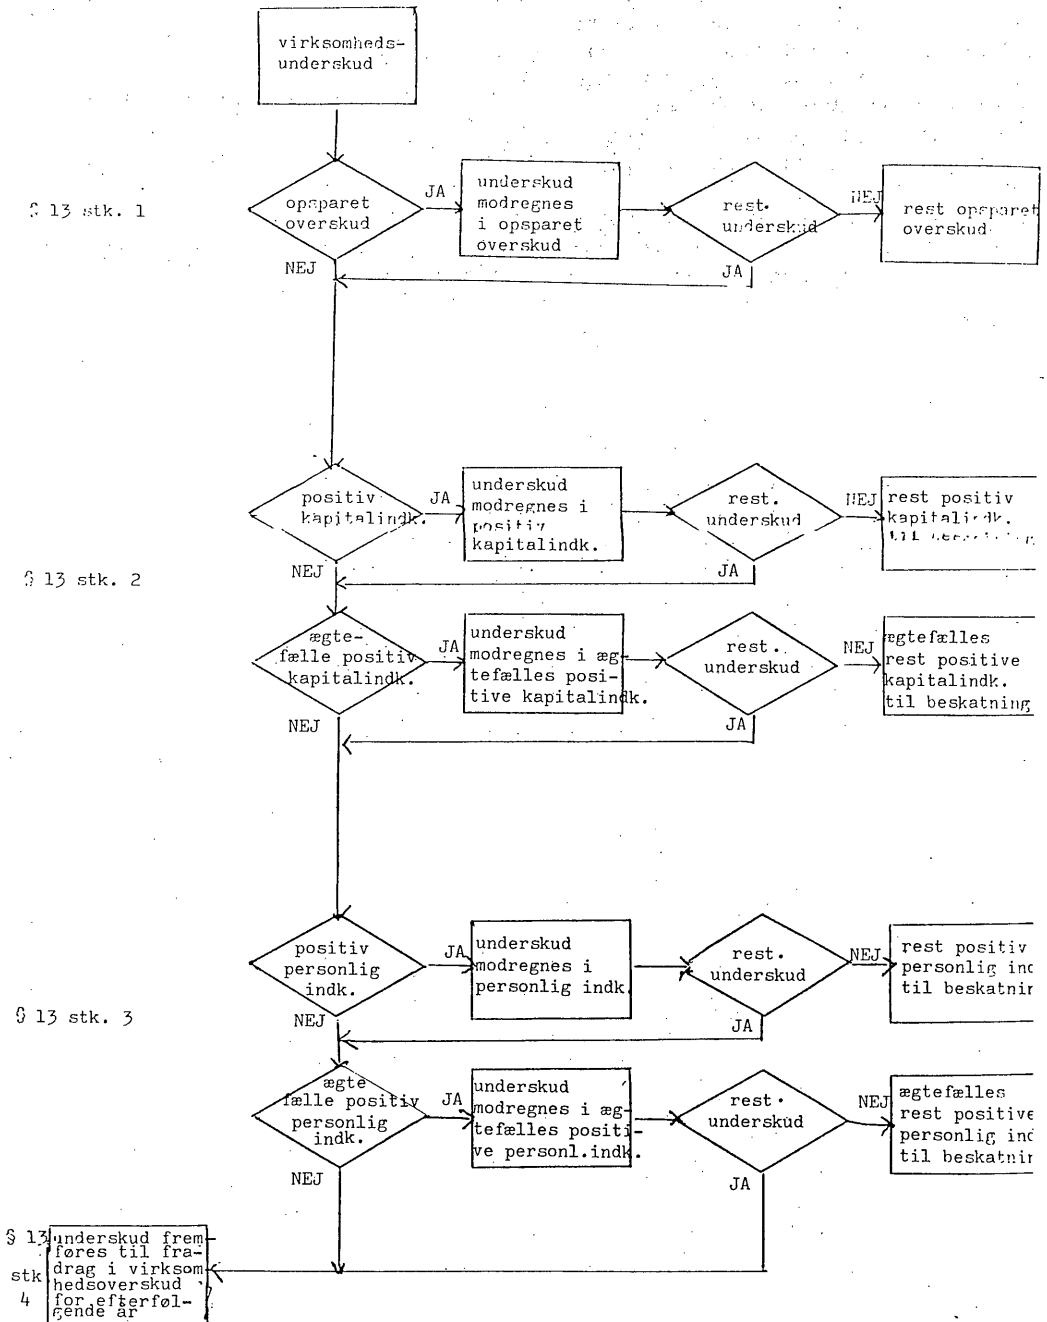 virksomheds-
underskud
§ 13 stk. 1
opsparet
overskud
JA
NEJ
underskud
modregnes
i opsparet
overskud
rest.
underskud
NEJ
JA
rest opsparet
overskud
positiv
kapitalindk.
JA
NEJ
underskud
modregnes i
positiv
kapitalindk.
rest.
underskud
NEJ
JA
rest positiv
kapitalindk.
§ 13 stk. 2
ægte-
fælle positiv
kapitalindk.
JA
NEJ
underskud
modregnes i æg-
tefælles posi-
tive kapitalindk.
rest.
underskud
NEJ
JA
ægtefælles
rest positive
kapitalindk.
til beskatning
positiv
personlig
indk.
JA
NEJ
underskud
modregnes i
personlig indk.
rest.
underskud
NEJ
JA
rest positiv
personlig ind
til beskatnin
§ 13 stk. 3
ægte
fælle positiv
personlig
indk.
JA
NEJ
underskud
modregnes i æg-
tefælles positi-
ve personl.indk.
rest.
underskud
NEJ
JA
ægtefælles
rest positive
personlig ind
til beskatnin
§ 13
stk
4
underskud frem-
føres til fra-
drag i virksom
hedsoverskud
for efterføl-
gende år